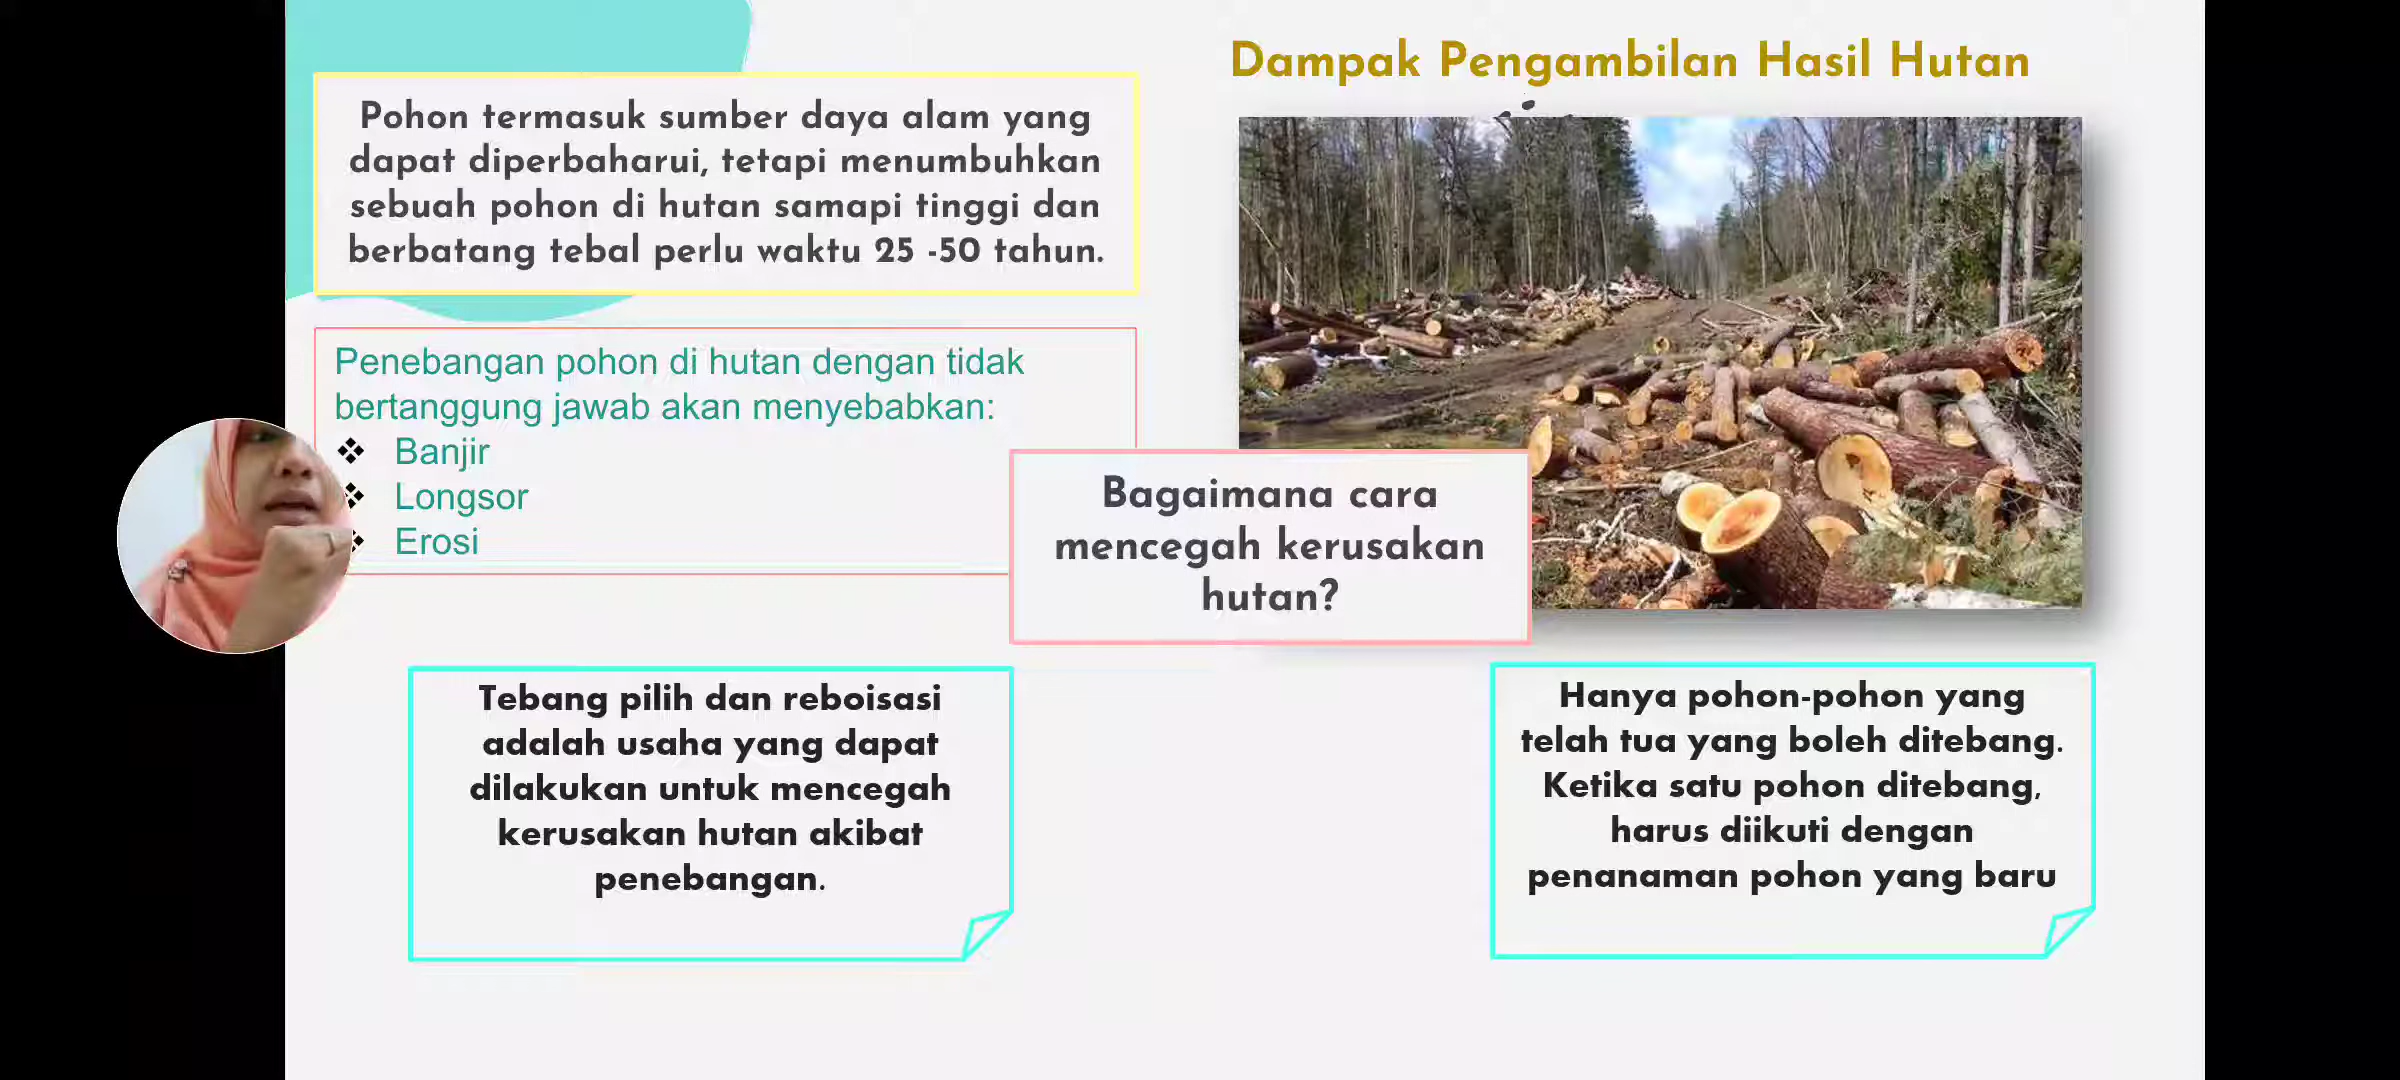 Dampak Pengambilan Hasil Hutan
Pohon termasuk sumber daya alam yang
dapat diperbaharui, tetapi menumbuhkan
sebuah pohon di hutan samapi tinggi dan
berbatang tebal perlu waktu 25 -50 tahun.
Penebangan pohon di hutan dengan tidak
bertanggung jawab akan menyebabkan:
❖ Banjir
❖ Longsor
❖ Erosi
Bagaimana cara
mencegah kerusakan
hutan?
Tebang pilih dan reboisasi
adalah usaha yang dapat
dilakukan untuk mencegah
kerusakan hutan akibat
penebangan.
Hanya pohon-pohon yang
telah tua yang boleh ditebang.
Ketika satu pohon ditebang,
harus diikuti dengan
penanaman pohon yang baru